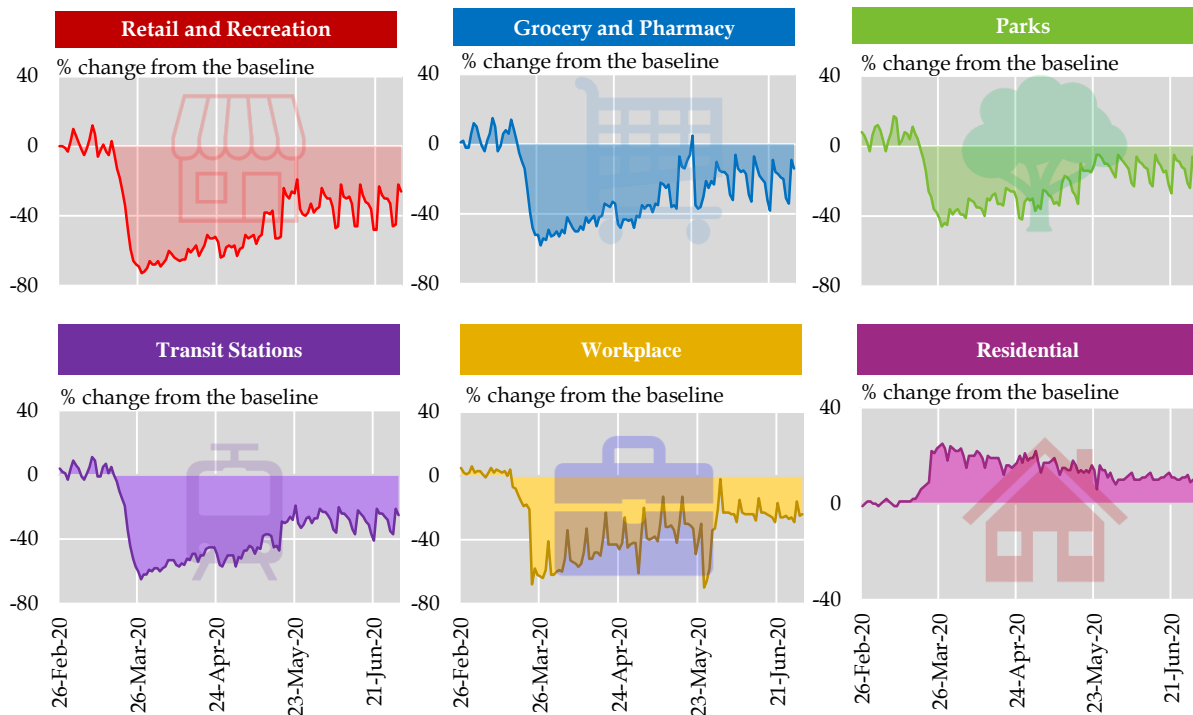 Retail and Recreation
Grocery and Pharmacy
Parks
% change from the baseline
% change from the baseline
% change from the baseline
40
0
-40
-80
40
0
-40
-80
40
0
-40
-80
Transit Stations
Workplace
Residential
% change from the baseline
% change from the baseline
% change from the baseline
40
0
-40
-80
40
0
-40
-80
40
0
-40
26-Feb-20
26-Mar-20
24-Apr-20
23-May-20
21-Jun-20
26-Feb-20
26-Mar-20
24-Apr-20
23-May-20
21-Jun-20
26-Feb-20
26-Mar-20
24-Apr-20
23-May-20
21-Jun-20